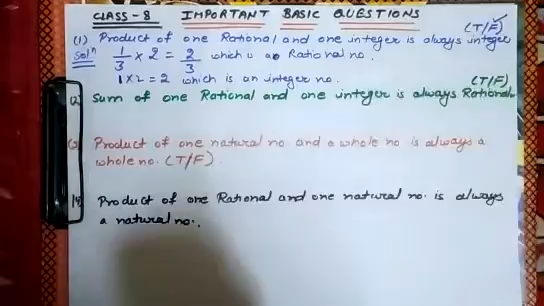 CLASS-8 IMPORTANT BASIC QUESTIONS
(T/F)
(1) Product of one Rational and one integer is always integer
Solⁿ 1/3 × 2 = 2/3 which is a Rational no.
1×2 = 2 which is an integer no. (T/F)
(2) Sum of one Rational and one integer is always Rational.
(3) Product of one natural no. and a whole no is always a
whole no. (T/F).
(4) Product of one Rational and one natural no. is always
a natural no..